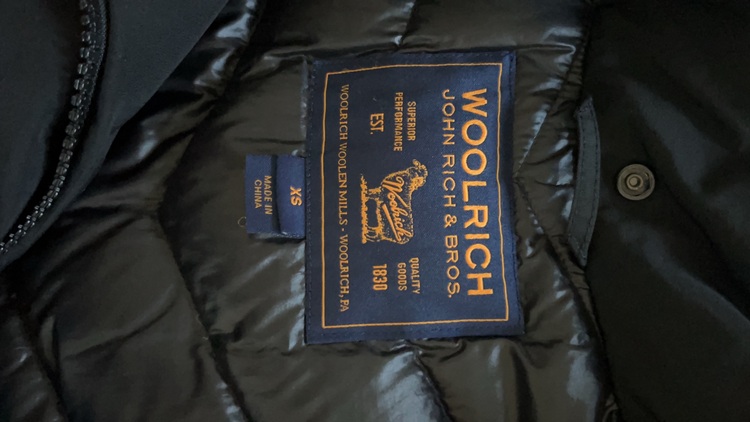 WOOLRICH
JOHN RICH & BROS.
SUPERIOR
PERFORMANCE
QUALITY
GOODS
Woolrich
EST.
1830
WOOLRICH WOOLEN MILLS - WOOLRICH, PA
XS
MADE IN
CHINA